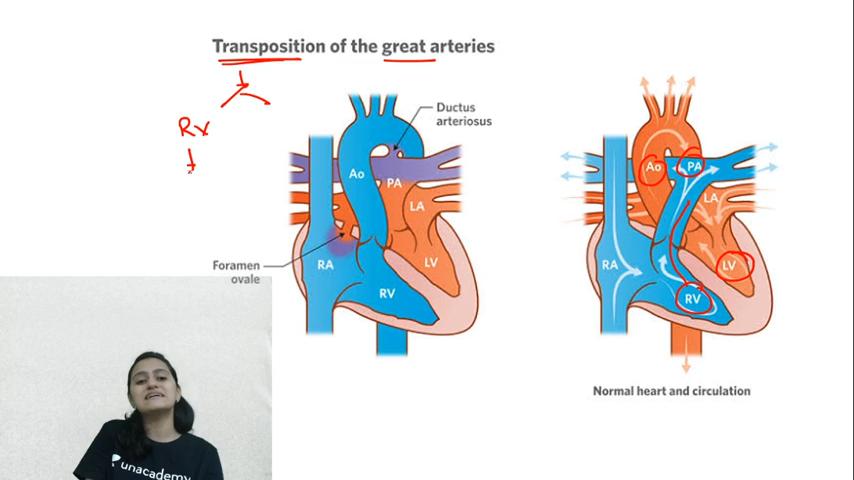 Transposition of the great arteries
Rv
Ductus
arteriosus
Ao
PA
LA
Foramen
ovale
RA
LV
RV
Ao
PA
LA
RA
LV
RV
Normal heart and circulation
unacademy